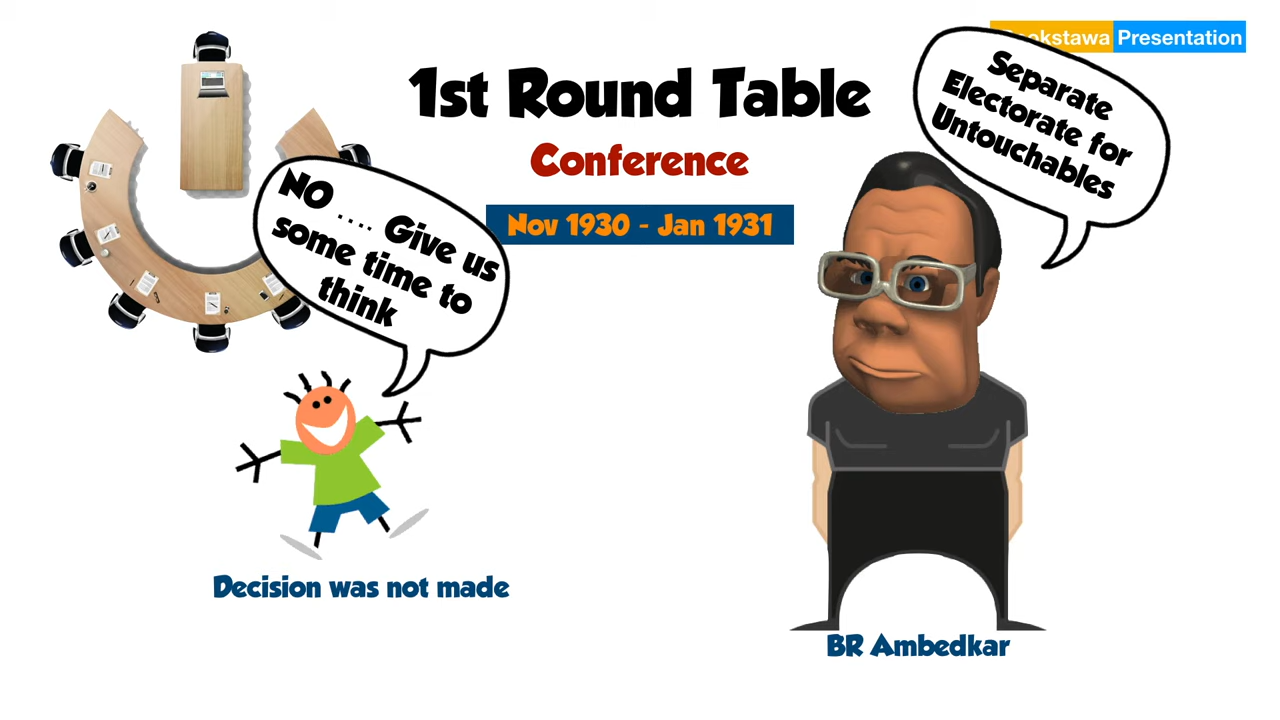 Presentation
1st Round Table
Conference
Nov 1930 - Jan 1931
Separate
Electorate for
Untouchables
NO .... Give us
some time to
think
Decision was not made
BR Ambedkar